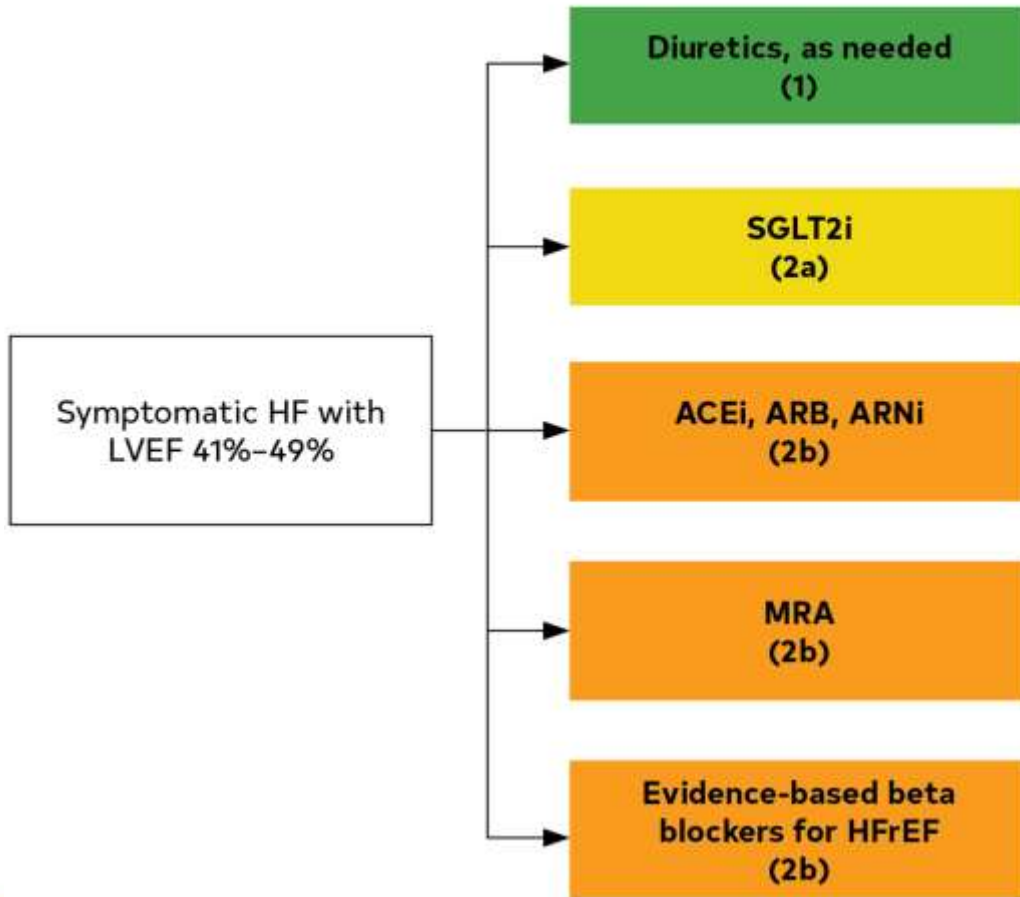 Diuretics, as needed
(1)
SGLT2i
(2a)
Symptomatic HF with
LVEF 41%–49%
ACEi, ARB, ARNi
(2b)
MRA
(2b)
Evidence-based beta
blockers for HFrEF
(2b)